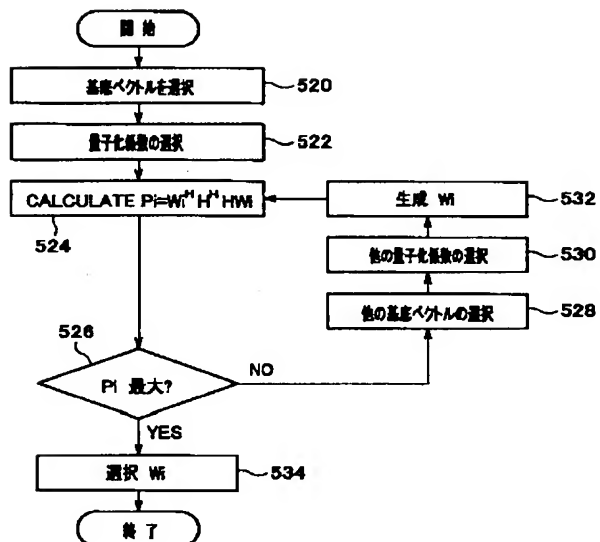 開 始
基底ベクトルを選択
520
量子化係数の選択
522
CALCULATE Pi=Wi^H H^H HWi
524
生成 Wi
532
他の量子化係数の選択
530
他の基底ベクトルの選択
528
526
Pi 最大?
NO
YES
選択 Wi
534
終 了